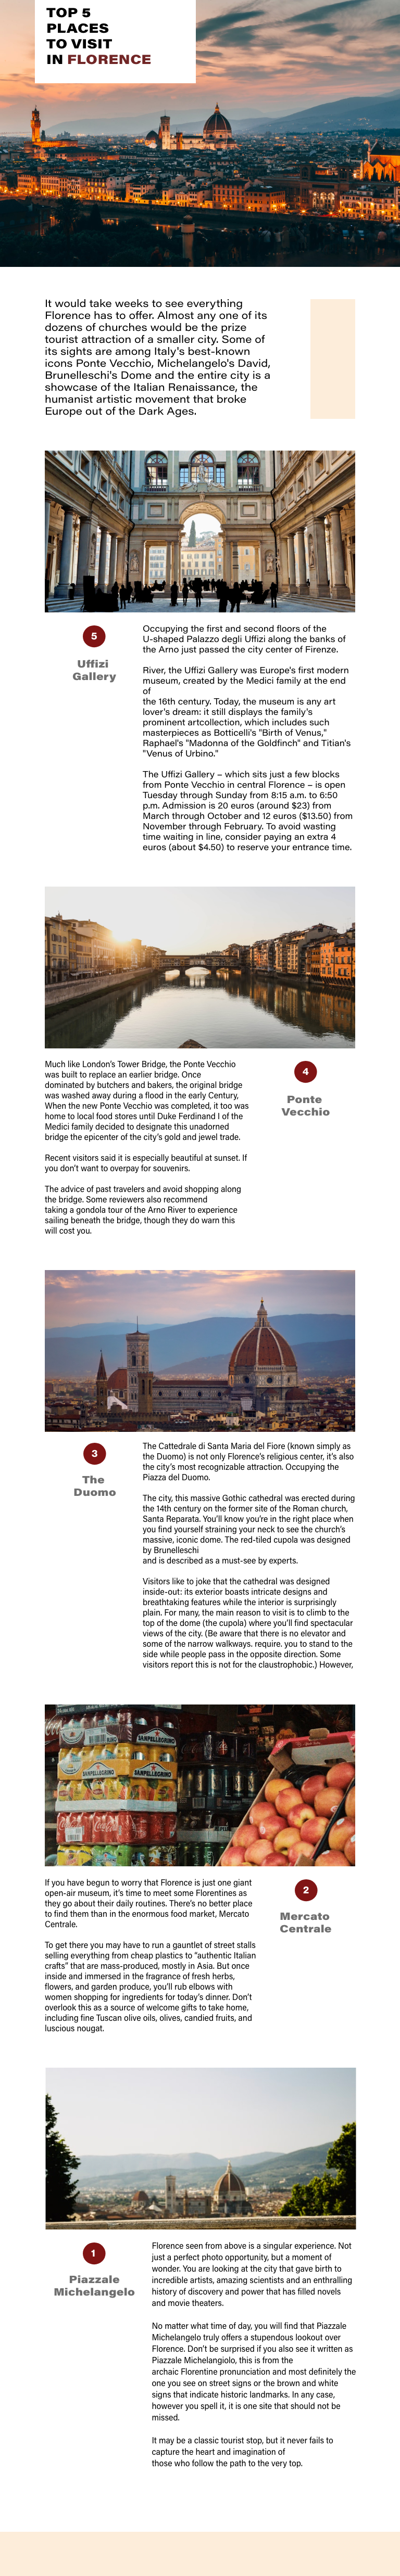 TOP 5
PLACES
TO VISIT
IN FLORENCE
It would take weeks to see everything
Florence has to offer. Almost any one of its
dozens of churches would be the prize
tourist attraction of a smaller city. Some of
its sights are among Italy's best-known
icons Ponte Vecchio, Michelangelo's David,
Brunelleschi's Dome and the entire city is a
showcase of the Italian Renaissance, the
humanist artistic movement that broke
Europe out of the Dark Ages.
5
Uffizi
Gallery
Occupying the first and second floors of the
U-shaped Palazzo degli Uffizi along the banks of
the Arno just passed the city center of Firenze.
River, the Uffizi Gallery was Europe's first modern
museum, created by the Medici family at the end
of
the 16th century. Today, the museum is any art
lover's dream: it still displays the family's
prominent artcollection, which includes such
masterpieces as Botticelli's "Birth of Venus,"
Raphael's "Madonna of the Goldfinch" and Titian's
"Venus of Urbino."
The Uffizi Gallery – which sits just a few blocks
from Ponte Vecchio in central Florence – is open
Tuesday through Sunday from 8:15 a.m. to 6:50
p.m. Admission is 20 euros (around $23) from
March through October and 12 euros ($13.50) from
November through February. To avoid wasting
time waiting in line, consider paying an extra 4
euros (about $4.50) to reserve your entrance time.
Much like London's Tower Bridge, the Ponte Vecchio
was built to replace an earlier bridge. Once
dominated by butchers and bakers, the original bridge
was washed away during a flood in the early Century,
When the new Ponte Vecchio was completed, it too was
home to local food stores until Duke Ferdinand I of the
Medici family decided to designate this unadorned
bridge the epicenter of the city's gold and jewel trade.
Recent visitors said it is especially beautiful at sunset. If
you don't want to overpay for souvenirs.
The advice of past travelers and avoid shopping along
the bridge. Some reviewers also recommend
taking a gondola tour of the Arno River to experience
sailing beneath the bridge, though they do warn this
will cost you.
4
Ponte
Vecchio
3
The
Duomo
The Cattedrale di Santa Maria del Fiore (known simply as
the Duomo) is not only Florence's religious center, it's also
the city's most recognizable attraction. Occupying the
Piazza del Duomo.
The city, this massive Gothic cathedral was erected during
the 14th century on the former site of the Roman church,
Santa Reparata. You'll know you're in the right place when
you find yourself straining your neck to see the church's
massive, iconic dome. The red-tiled cupola was designed
by Brunelleschi
and is described as a must-see by experts.
Visitors like to joke that the cathedral was designed
inside-out: its exterior boasts intricate designs and
breathtaking features while the interior is surprisingly
plain. For many, the main reason to visit is to climb to the
top of the dome (the cupola) where you'll find spectacular
views of the city. (Be aware that there is no elevator and
some of the narrow walkways. require. you to stand to the
side while people pass in the opposite direction. Some
visitors report this is not for the claustrophobic.) However,
SANPELLEGRINO
SANPELLEGRINO
SANPELLEGRINO
Coca-Cola
If you have begun to worry that Florence is just one giant
open-air museum, it's time to meet some Florentines as
they go about their daily routines. There's no better place
to find them than in the enormous food market, Mercato
Centrale.
To get there you may have to run a gauntlet of street stalls
selling everything from cheap plastics to "authentic Italian
crafts" that are mass-produced, mostly in Asia. But once
inside and immersed in the fragrance of fresh herbs,
flowers, and garden produce, you'll rub elbows with
women shopping for ingredients for today's dinner. Don't
overlook this as a source of welcome gifts to take home,
including fine Tuscan olive oils, olives, candied fruits, and
luscious nougat.
2
Mercato
Centrale
1
Piazzale
Michelangelo
Florence seen from above is a singular experience. Not
just a perfect photo opportunity, but a moment of
wonder. You are looking at the city that gave birth to
incredible artists, amazing scientists and an enthralling
history of discovery and power that has filled novels
and movie theaters.
No matter what time of day, you will find that Piazzale
Michelangelo truly offers a stupendous lookout over
Florence. Don't be surprised if you also see it written as
Piazzale Michelangiolo, this is from the
archaic Florentine pronunciation and most definitely the
one you see on street signs or the brown and white
signs that indicate historic landmarks. In any case,
however you spell it, it is one site that should not be
missed.
It may be a classic tourist stop, but it never fails to
capture the heart and imagination of
those who follow the path to the very top.